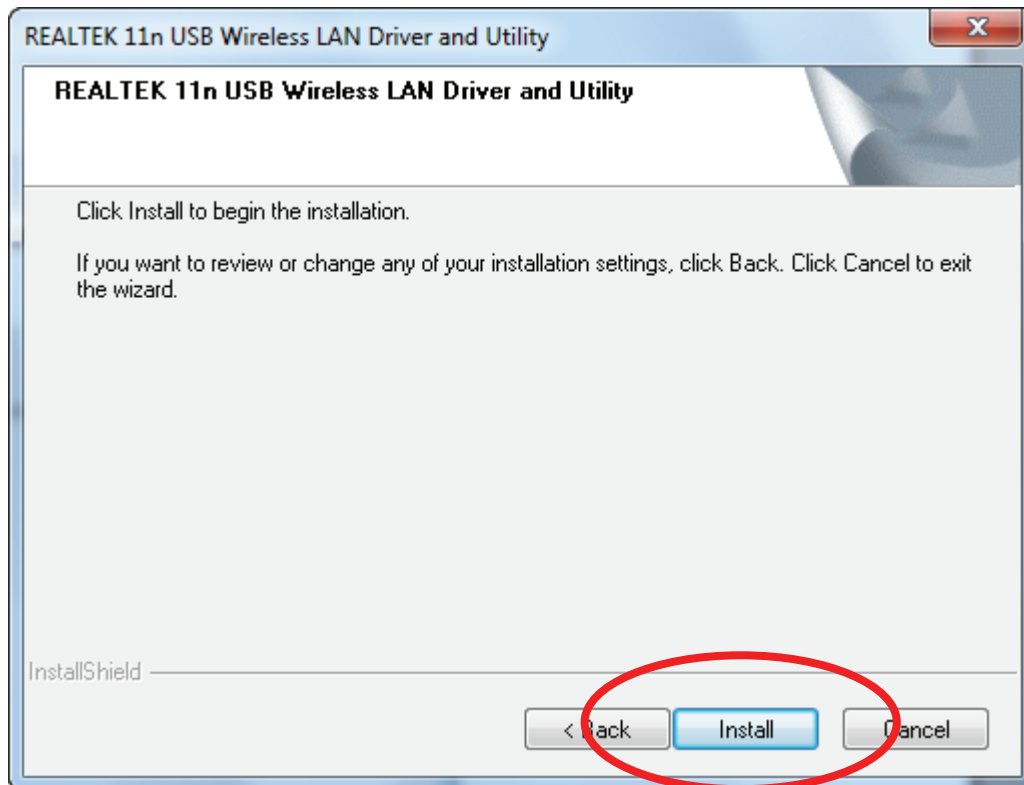 REALTEK 11n USB Wireless LAN Driver and Utility
REALTEK 11n USB Wireless LAN Driver and Utility
Click Install to begin the installation.
If you want to review or change any of your installation settings, click Back. Click Cancel to exit
the wizard.
InstallShield
< Back Install Cancel